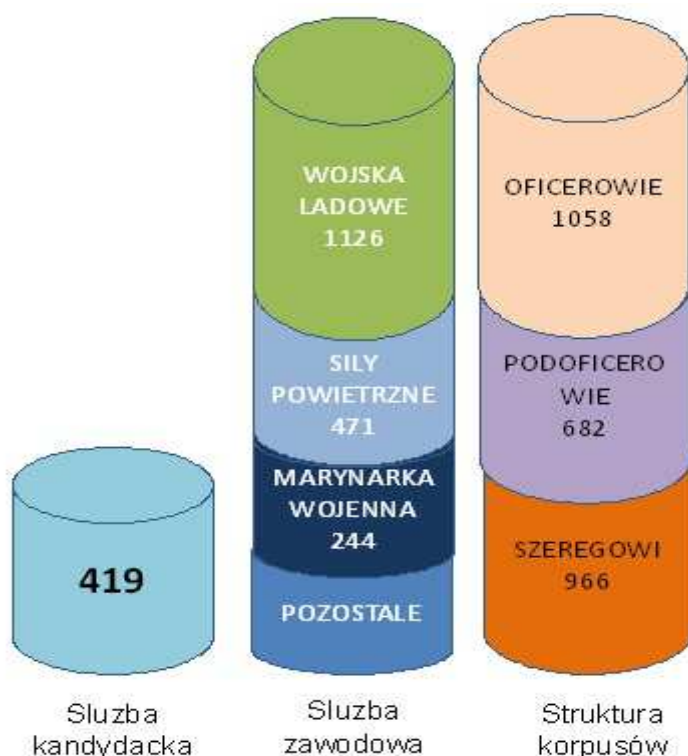 WOJSKA
LADOWE
1126
SILY
POWIETRZNE
471
MARYNARKA
WOJENNA
244
POZOSTALE
OFICEROWIE
1058
PODOFICERO
WIE
682
SZEREGOWI
966
419
Sluzba
kandydacka
Sluzba
zawodowa
Struktura
korpusów